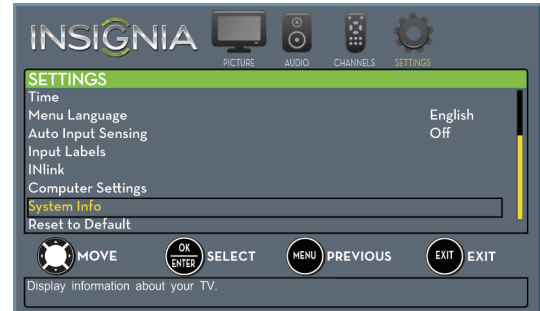 INSIGNIA
PICTURE AUDIO CHANNELS SETTINGS
SETTINGS
Time
Menu Language English
Auto Input Sensing Off
Input Labels
INlink
Computer Settings
System Info
Reset to Default
MOVE OK ENTER SELECT MENU PREVIOUS EXIT EXIT
Display information about your TV.